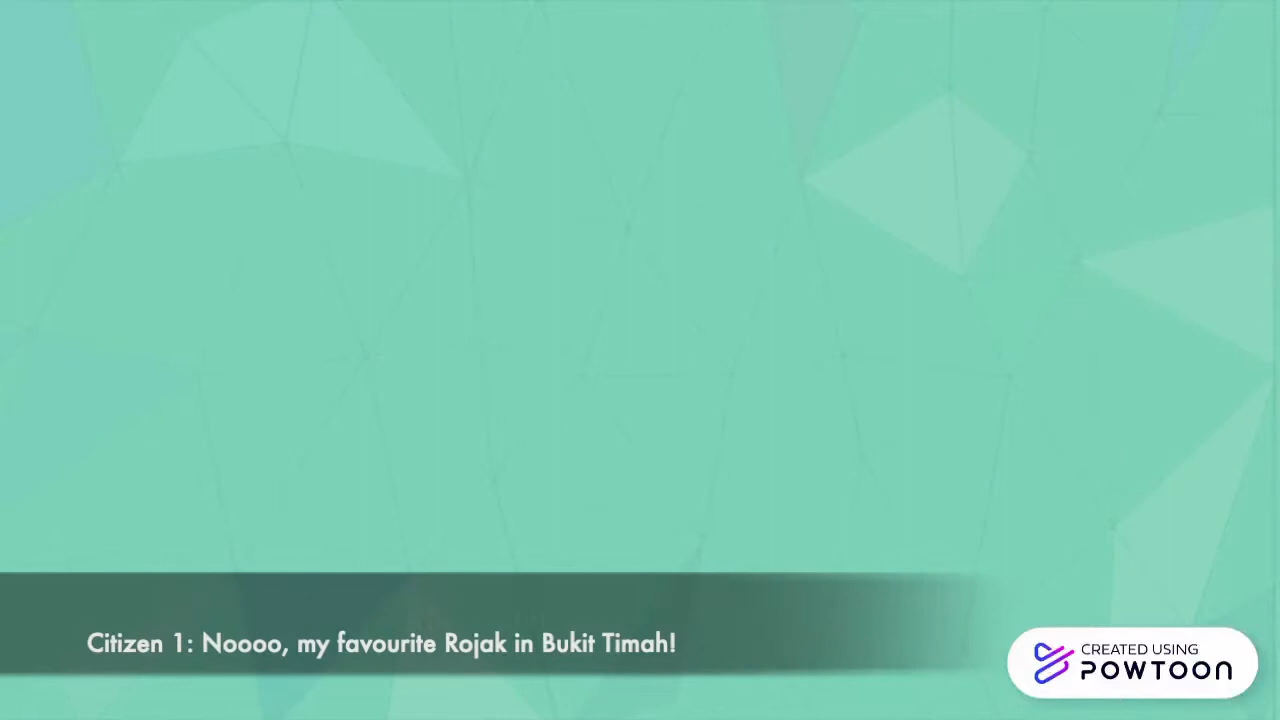 Citizen 1: Noooo, my favourite Rojak in Bukit Timah!
CREATED USING
POWTOON